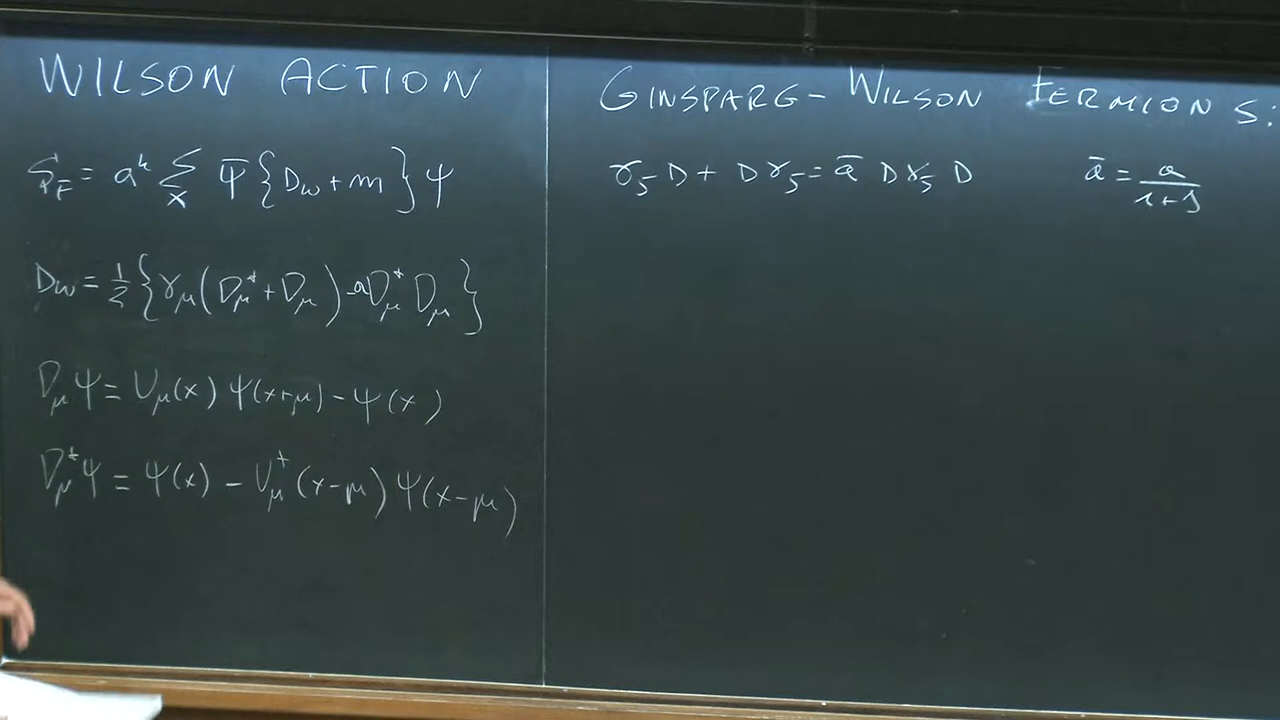 WILSON ACTION
S_F = a^4 Σ_x ψ̄ {D_w + m} ψ
D_w = 1/2 {γ_μ (D_μ^* + D_μ) - a D_μ^* D_μ}
D_μ ψ = U_μ(x) ψ(x+μ) - ψ(x)
D_μ^* ψ = ψ(x) - U_μ^†(x-μ) ψ(x-μ)
GINSPARG-WILSON FERMIONS:
γ_5 D + D γ_5 = ā D γ_5 D    ā = a/(1+s)